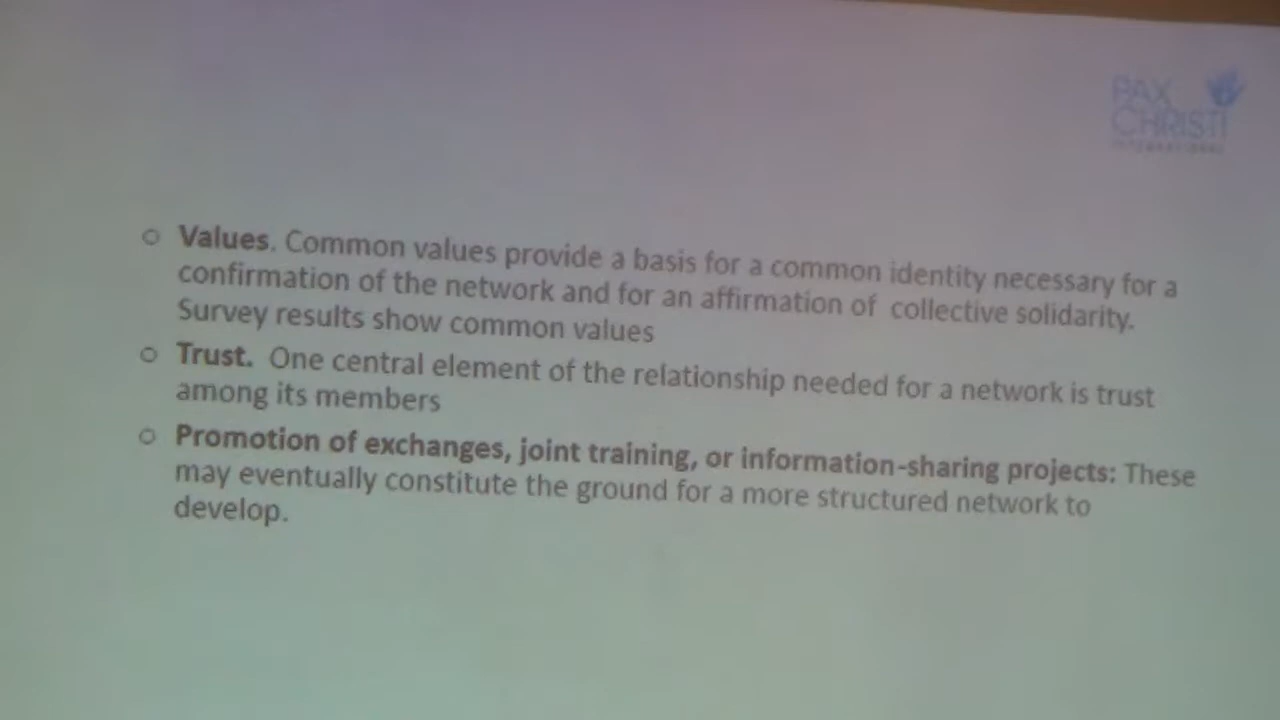 PAX
CHRISTI
INTERNATIONAL
○ Values. Common values provide a basis for a common identity necessary for a
confirmation of the network and for an affirmation of collective solidarity.
Survey results show common values
○ Trust. One central element of the relationship needed for a network is trust
among its members
○ Promotion of exchanges, joint training, or information-sharing projects: These
may eventually constitute the ground for a more structured network to
develop.